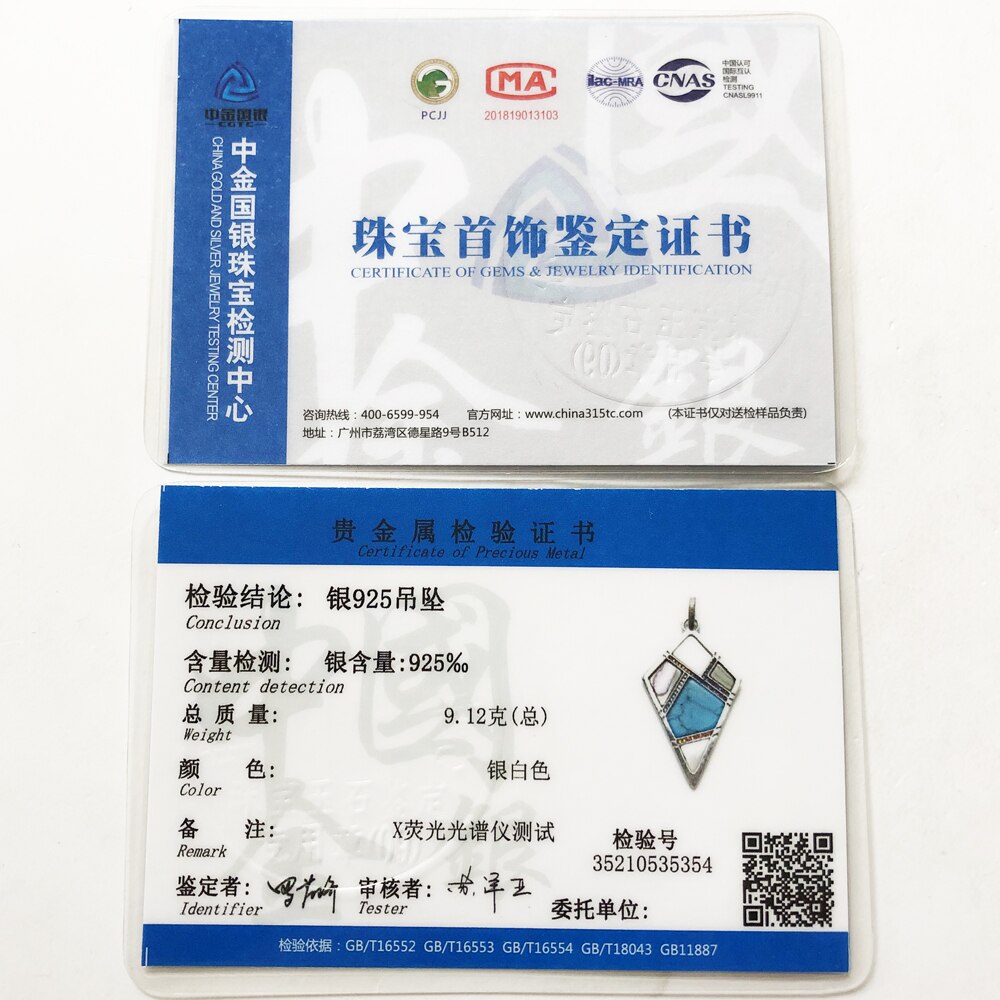 中金国银
CGTC
中金国银珠宝检测中心
CHINA GOLD AND SILVER JEWELRY TESTING CENTER
PCJJ
MA
201819013103
ilac-MRA
CNAS
中国认可
国际互认
检测
TESTING
CNASL9911
珠宝首饰鉴定证书
CERTIFICATE OF GEMS & JEWELRY IDENTIFICATION
咨询热线：400-6599-954 官方网址：www.china315tc.com (本证书仅对送检样品负责)
地址：广州市荔湾区德星路9号B512
贵金属检验证书
Certificate of Precious Metal
检验结论: 银925吊坠
Conclusion
含量检测: 银含量:925‰
Content detection
总质量: 9.12克(总)
Weight
颜 色: 银白色
Color
备 注: X荧光光谱仪测试
Remark
检验号
35210535354
鉴定者: 审核者:
Identifier Tester
委托单位:
检验依据：GB/T16552 GB/T16553 GB/T16554 GB/T18043 GB11887